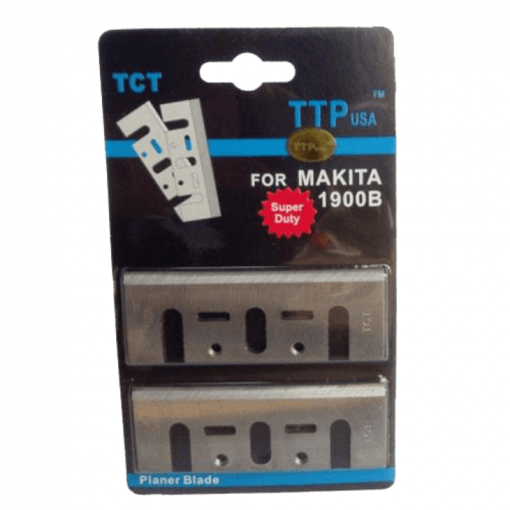 TCT
TTP USA
TM
TTP
FOR MAKITA
1900B
Super
Duty
TCT
TCT
Planer Blade